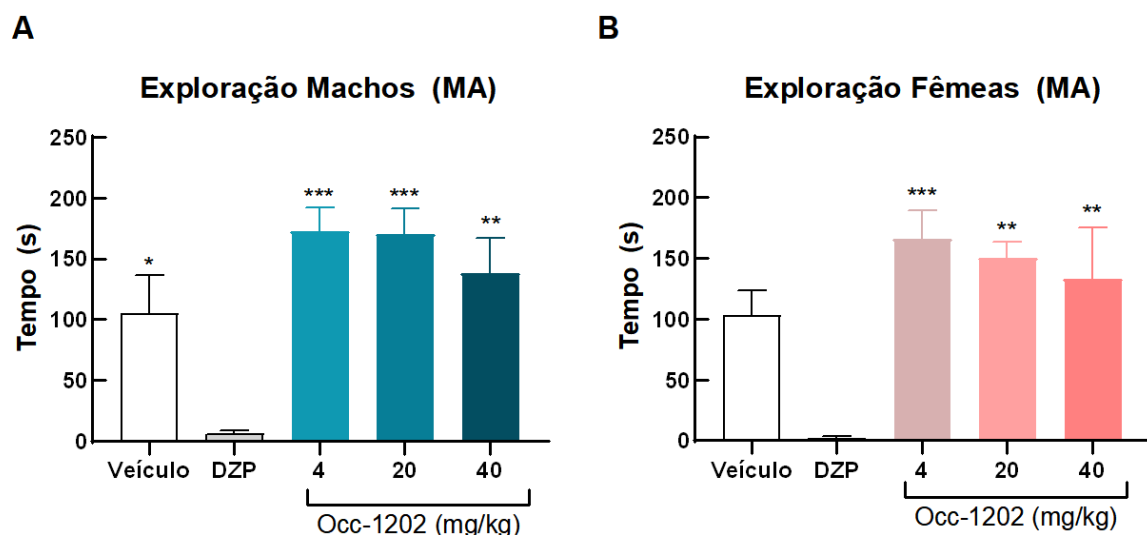 A
Exploração Machos (MA)
Tempo (s)
250
200
150
100
50
0
*
***
***
**
Veículo DZP 4 20 40
Occ-1202 (mg/kg)
B
Exploração Fêmeas (MA)
Tempo (s)
250
200
150
100
50
0
***
**
**
Veículo DZP 4 20 40
Occ-1202 (mg/kg)